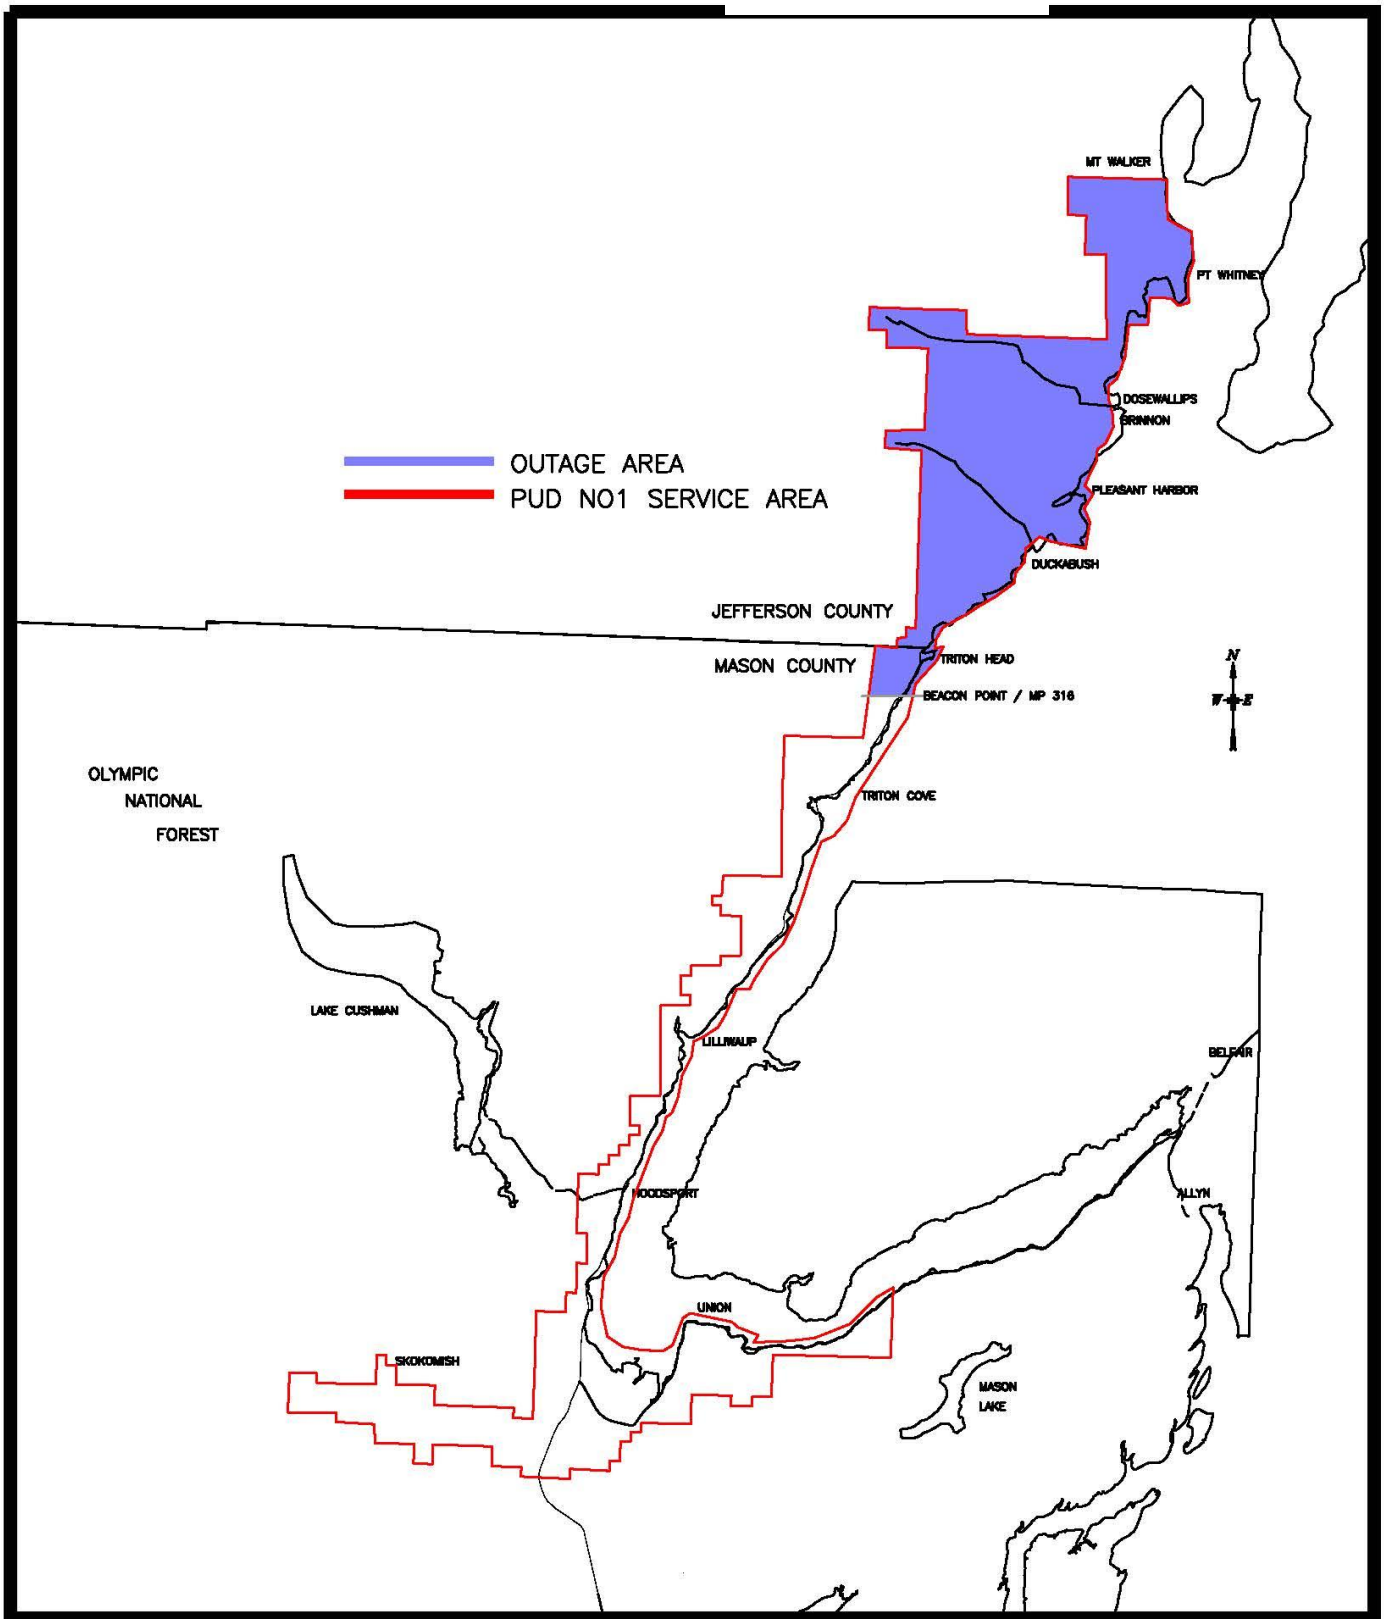 MT WALKER
PT WHITNEY
DOSEWALLIPS
BRINNON
OUTAGE AREA
PUD NO1 SERVICE AREA
PLEASANT HARBOR
DUCKABUSH
JEFFERSON COUNTY
MASON COUNTY
TRITON HEAD
N
W E
BEACON POINT / MP 316
OLYMPIC
NATIONAL
FOREST
TRITON COVE
LAKE CUSHMAN
LILLIWAUP
BELFAIR
HOODSPORT
ALLYN
UNION
SKOKOMISH
MASON
LAKE